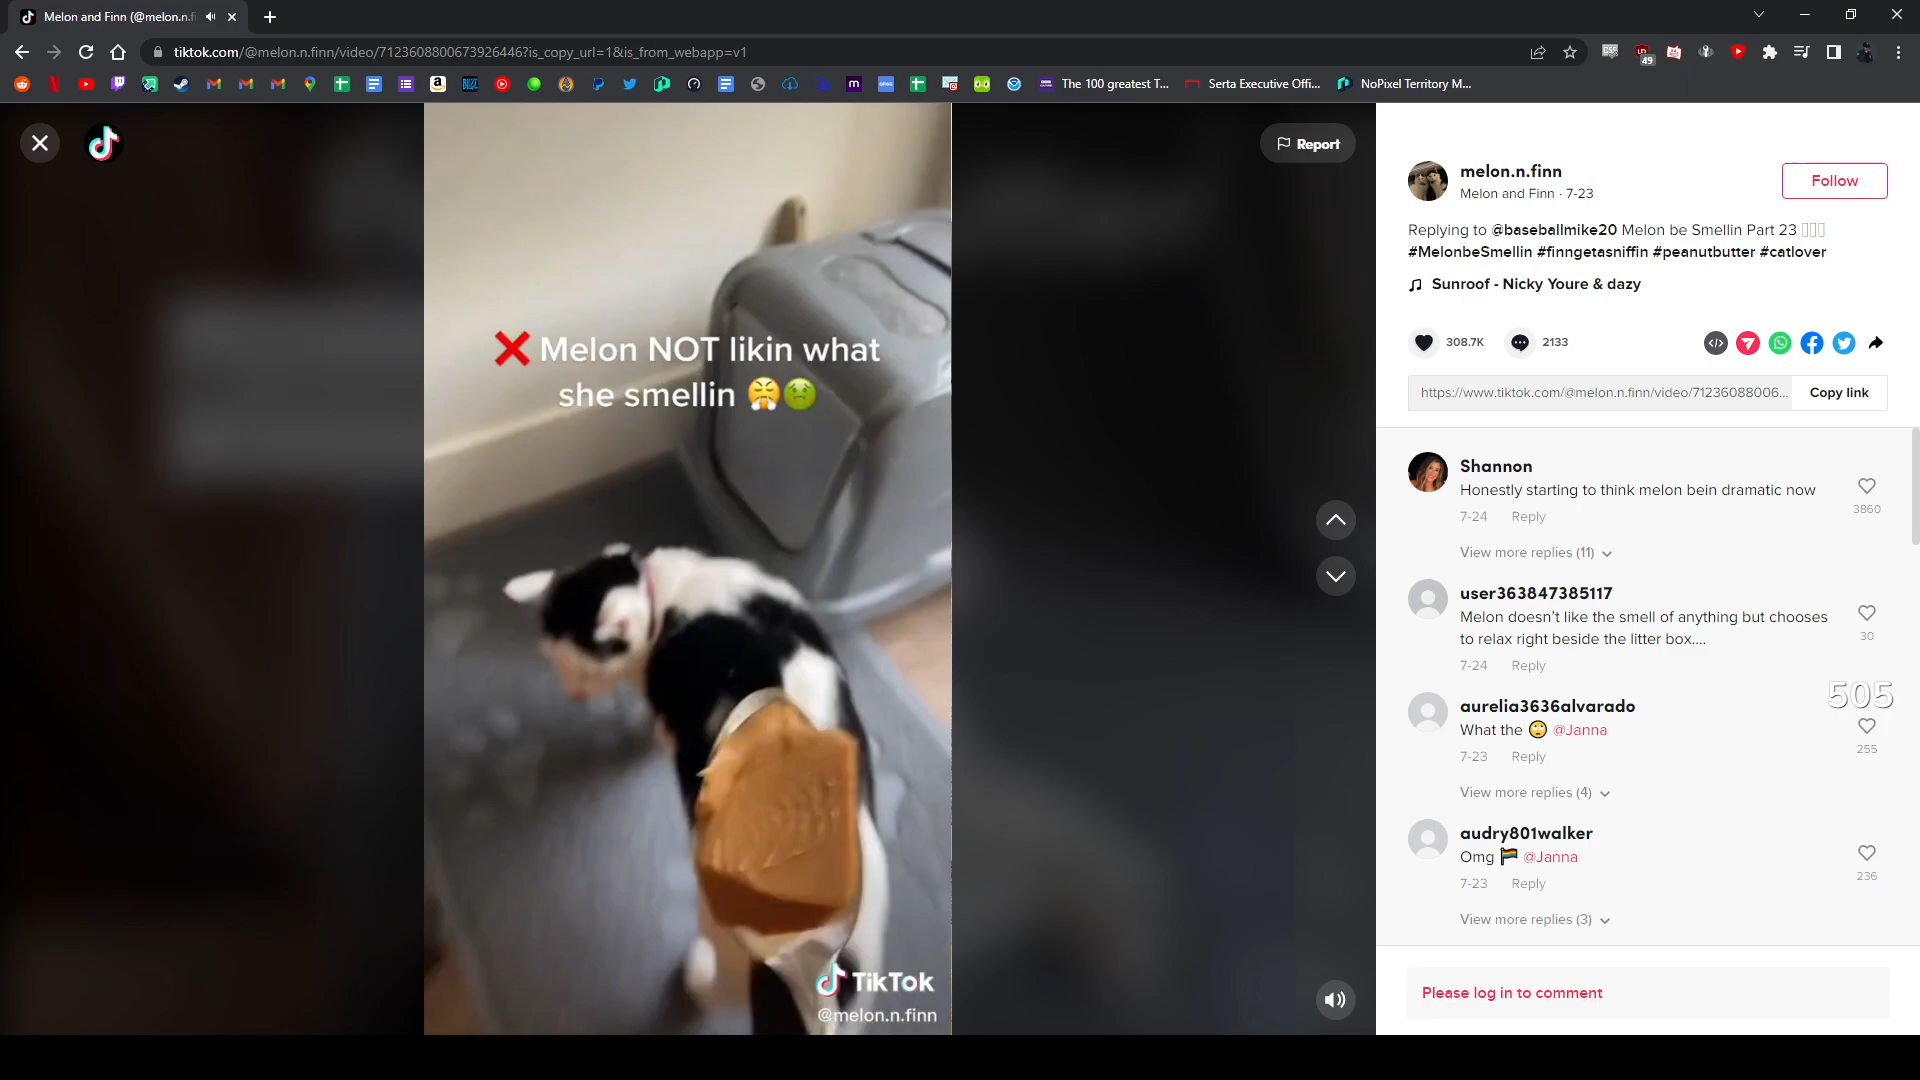 Melon and Finn (@melon.n.fi
tiktok.com/@melon.n.finn/video/7123608800673926446?is_copy_url=1&is_from_webapp=v1
49
The 100 greatest T...
Serta Executive Offi...
NoPixel Territory M...
Report
❌ Melon NOT likin what
she smellin 😤🤢
TikTok
@melon.n.finn
melon.n.finn
Melon and Finn · 7-23
Follow
Replying to @baseballmike20 Melon be Smellin Part 23
#MelonbeSmellin #finngetasniffin #peanutbutter #catlover
Sunroof - Nicky Youre & dazy
308.7K
2133
https://www.tiktok.com/@melon.n.finn/video/71236088006...
Copy link
Shannon
Honestly starting to think melon bein dramatic now
3860
7-24 Reply
View more replies (11)
user363847385117
Melon doesn’t like the smell of anything but chooses
to relax right beside the litter box....
30
7-24 Reply
505
aurelia3636alvarado
What the 🙄 @Janna
255
7-23 Reply
View more replies (4)
audry801walker
Omg 🏳️‍🌈 @Janna
236
7-23 Reply
View more replies (3)
Please log in to comment